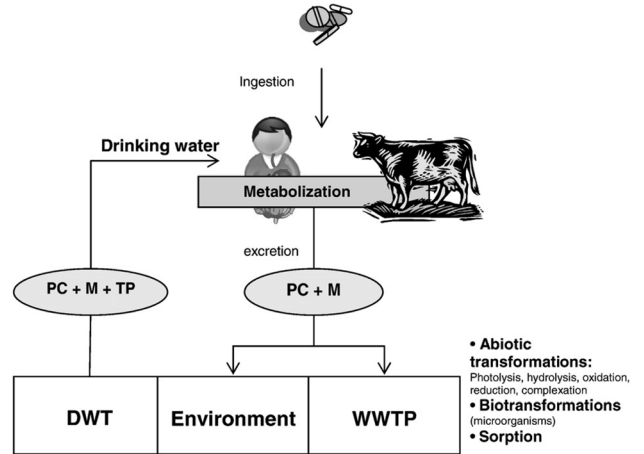 Ingestion
Drinking water
Metabolization
excretion
PC + M + TP
PC + M
• Abiotic
transformations:
Photolysis, hydrolysis, oxidation,
reduction, complexation
• Biotransformations
(microorganisms)
• Sorption
DWT
Environment
WWTP